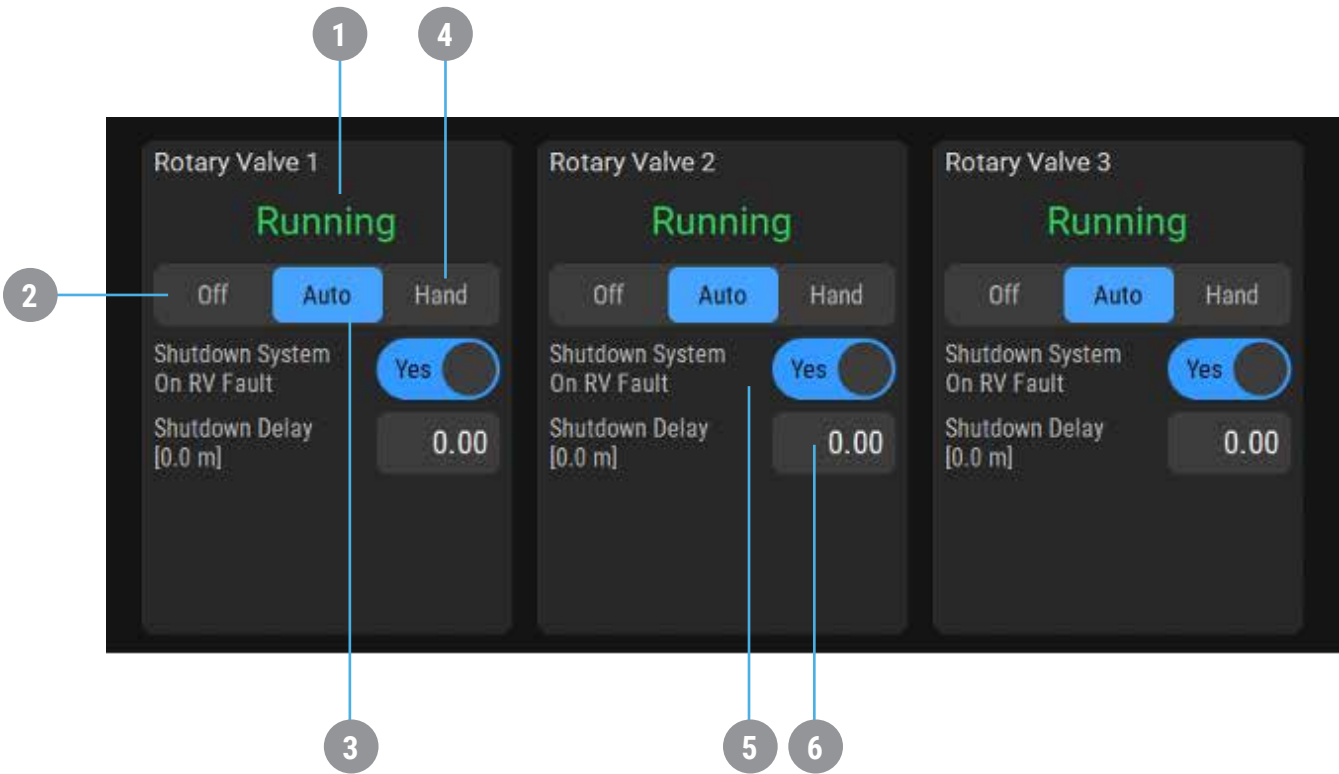 1 4
Rotary Valve 1
Running
2
Off Auto Hand
Shutdown System
On RV Fault
Yes
Shutdown Delay
[0.0 m]
0.00
Rotary Valve 2
Running
Off Auto Hand
Shutdown System
On RV Fault
Yes
Shutdown Delay
[0.0 m]
0.00
Rotary Valve 3
Running
Off Auto Hand
Shutdown System
On RV Fault
Yes
Shutdown Delay
[0.0 m]
0.00
3 5 6